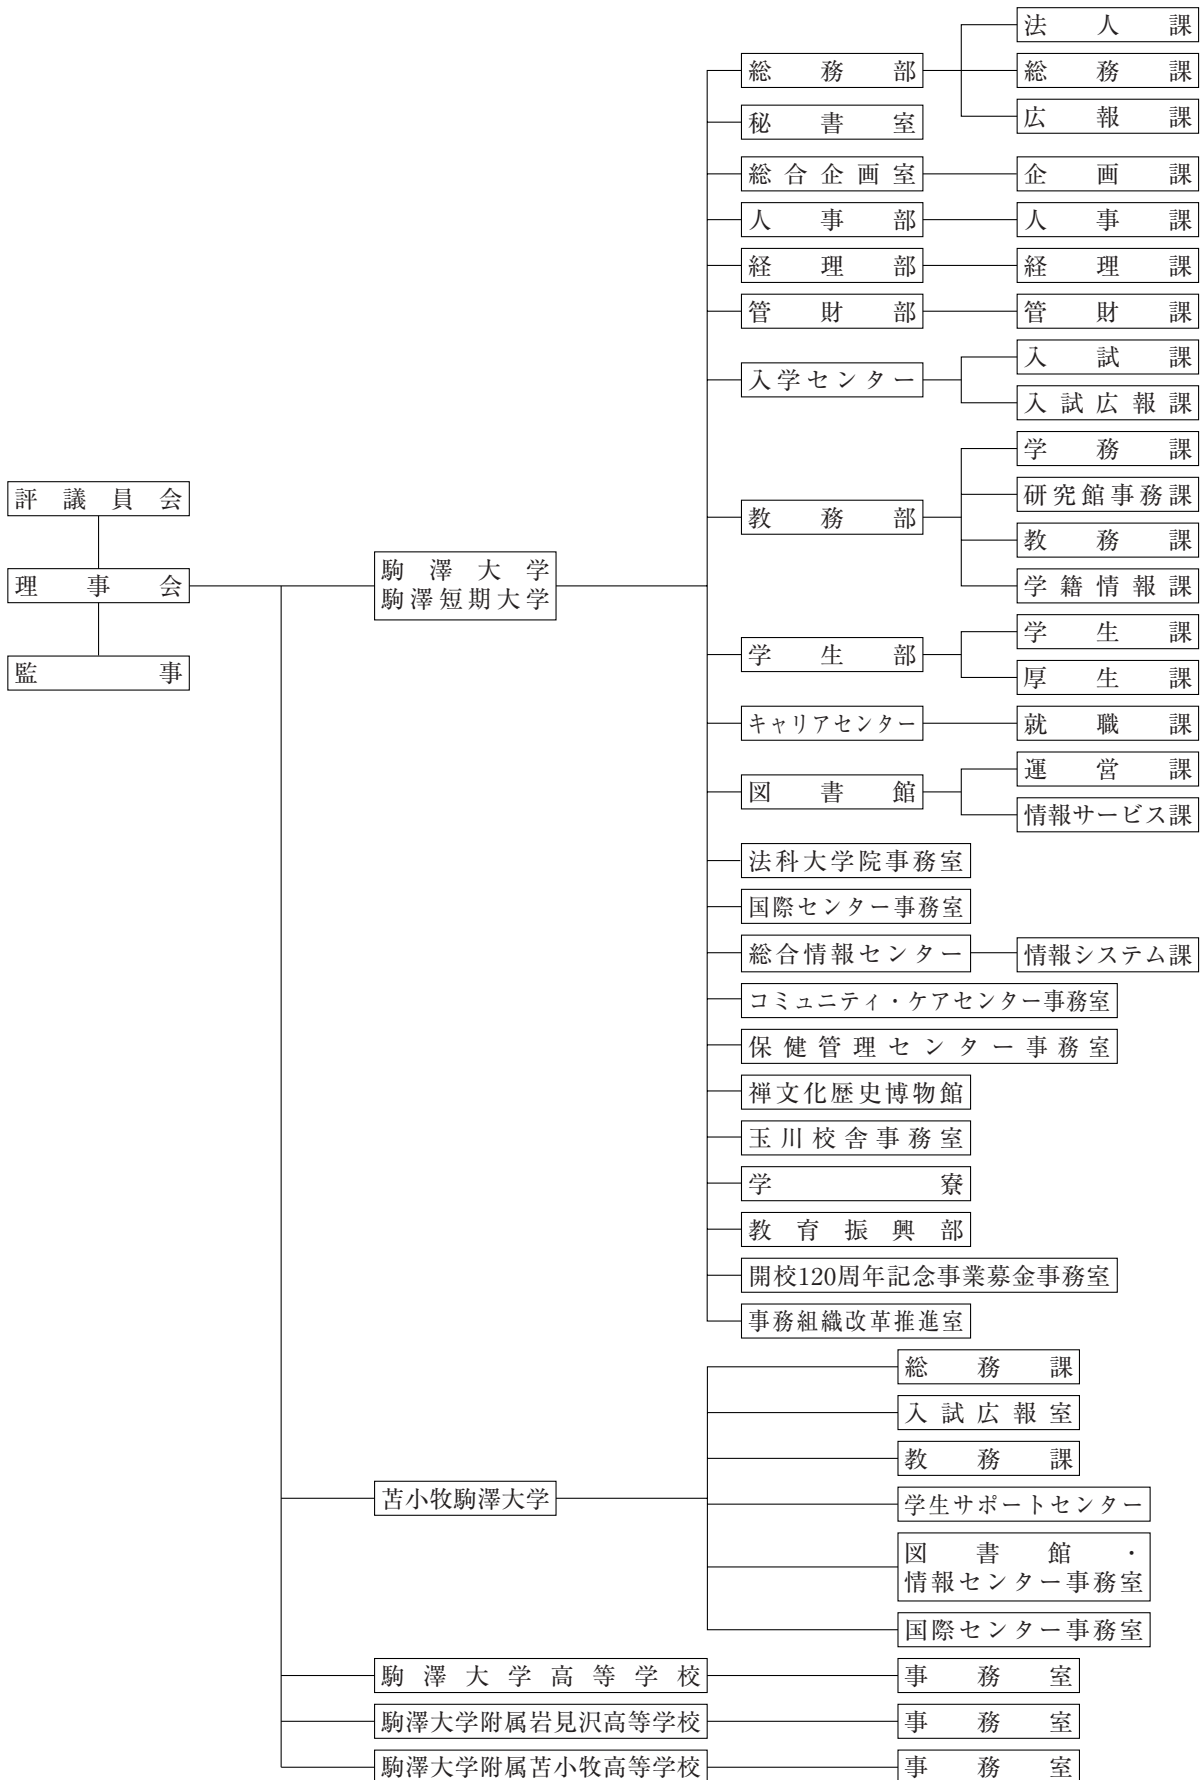 評議員会
理事会
監事
駒澤大学
駒澤短期大学
総務部
法人課
総務課
広報課
秘書室
総合企画室
企画課
人事部
人事課
経理部
経理課
管財部
管財課
入学センター
入試課
入試広報課
教務部
学務課
研究館事務課
教務課
学籍情報課
学生部
学生課
厚生課
キャリアセンター
就職課
図書館
運営課
情報サービス課
法科大学院事務室
国際センター事務室
総合情報センター
情報システム課
コミュニティ・ケアセンター事務室
保健管理センター事務室
禅文化歴史博物館
玉川校舎事務室
学寮
教育振興部
開校120周年記念事業募金事務室
事務組織改革推進室
苫小牧駒澤大学
総務課
入試広報室
教務課
学生サポートセンター
図書館・
情報センター事務室
国際センター事務室
駒澤大学高等学校
事務室
駒澤大学附属岩見沢高等学校
事務室
駒澤大学附属苫小牧高等学校
事務室